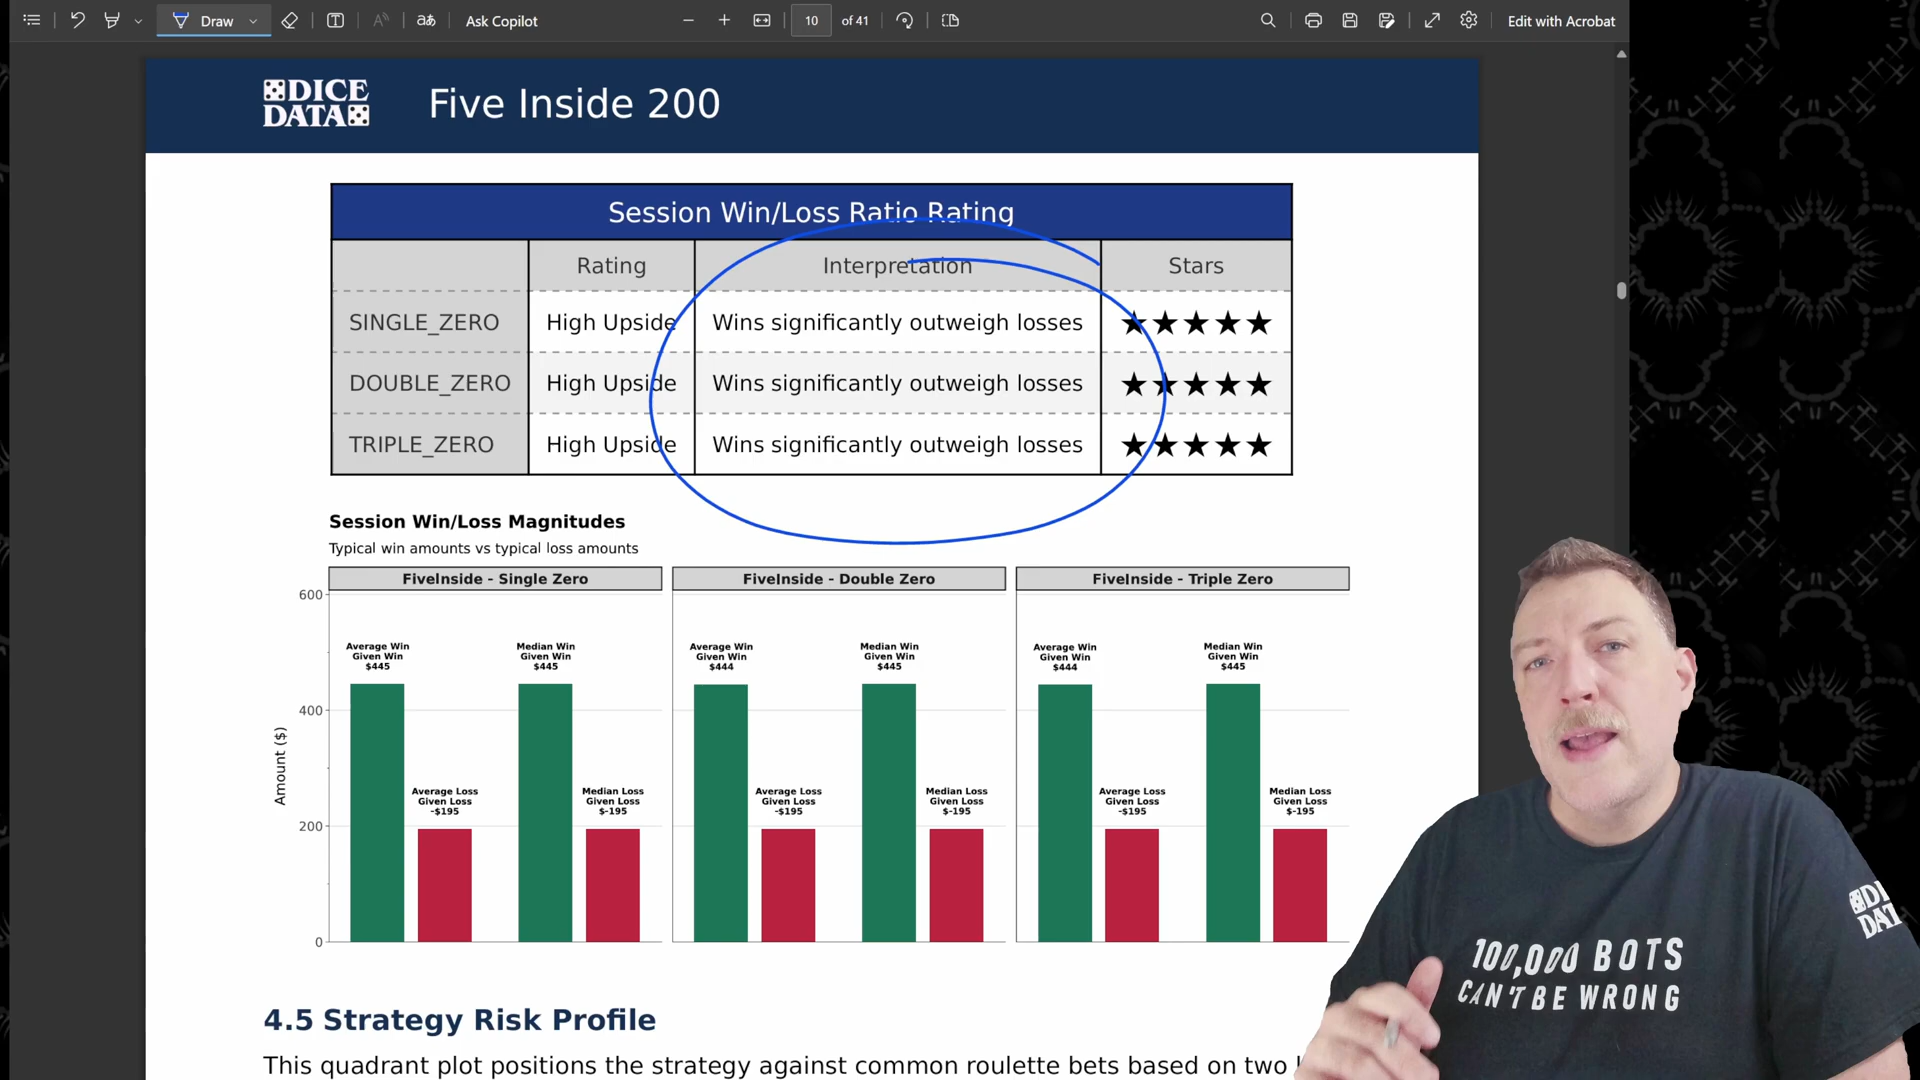 Draw
Ask Copilot
10 of 41
Edit with Acrobat
DICE
DATA
Five Inside 200
Session Win/Loss Ratio Rating
Rating Interpretation Stars
SINGLE_ZERO High Upside Wins significantly outweigh losses ★★★★★
DOUBLE_ZERO High Upside Wins significantly outweigh losses ★★★★★
TRIPLE_ZERO High Upside Wins significantly outweigh losses ★★★★★
Session Win/Loss Magnitudes
Typical win amounts vs typical loss amounts
FiveInside - Single Zero
FiveInside - Double Zero
FiveInside - Triple Zero
Amount ($)
600
400
200
0
Average Win
Given Win
$445
Average Loss
Given Loss
-$195
Median Win
Given Win
$445
Median Loss
Given Loss
$-195
Average Win
Given Win
$444
Average Loss
Given Loss
-$195
Median Win
Given Win
$445
Median Loss
Given Loss
$-195
Average Win
Given Win
$444
Average Loss
Given Loss
-$195
Median Win
Given Win
$445
Median Loss
Given Loss
$-195
4.5 Strategy Risk Profile
This quadrant plot positions the strategy against common roulette bets based on two
100,000 BOTS
CAN'T BE WRONG